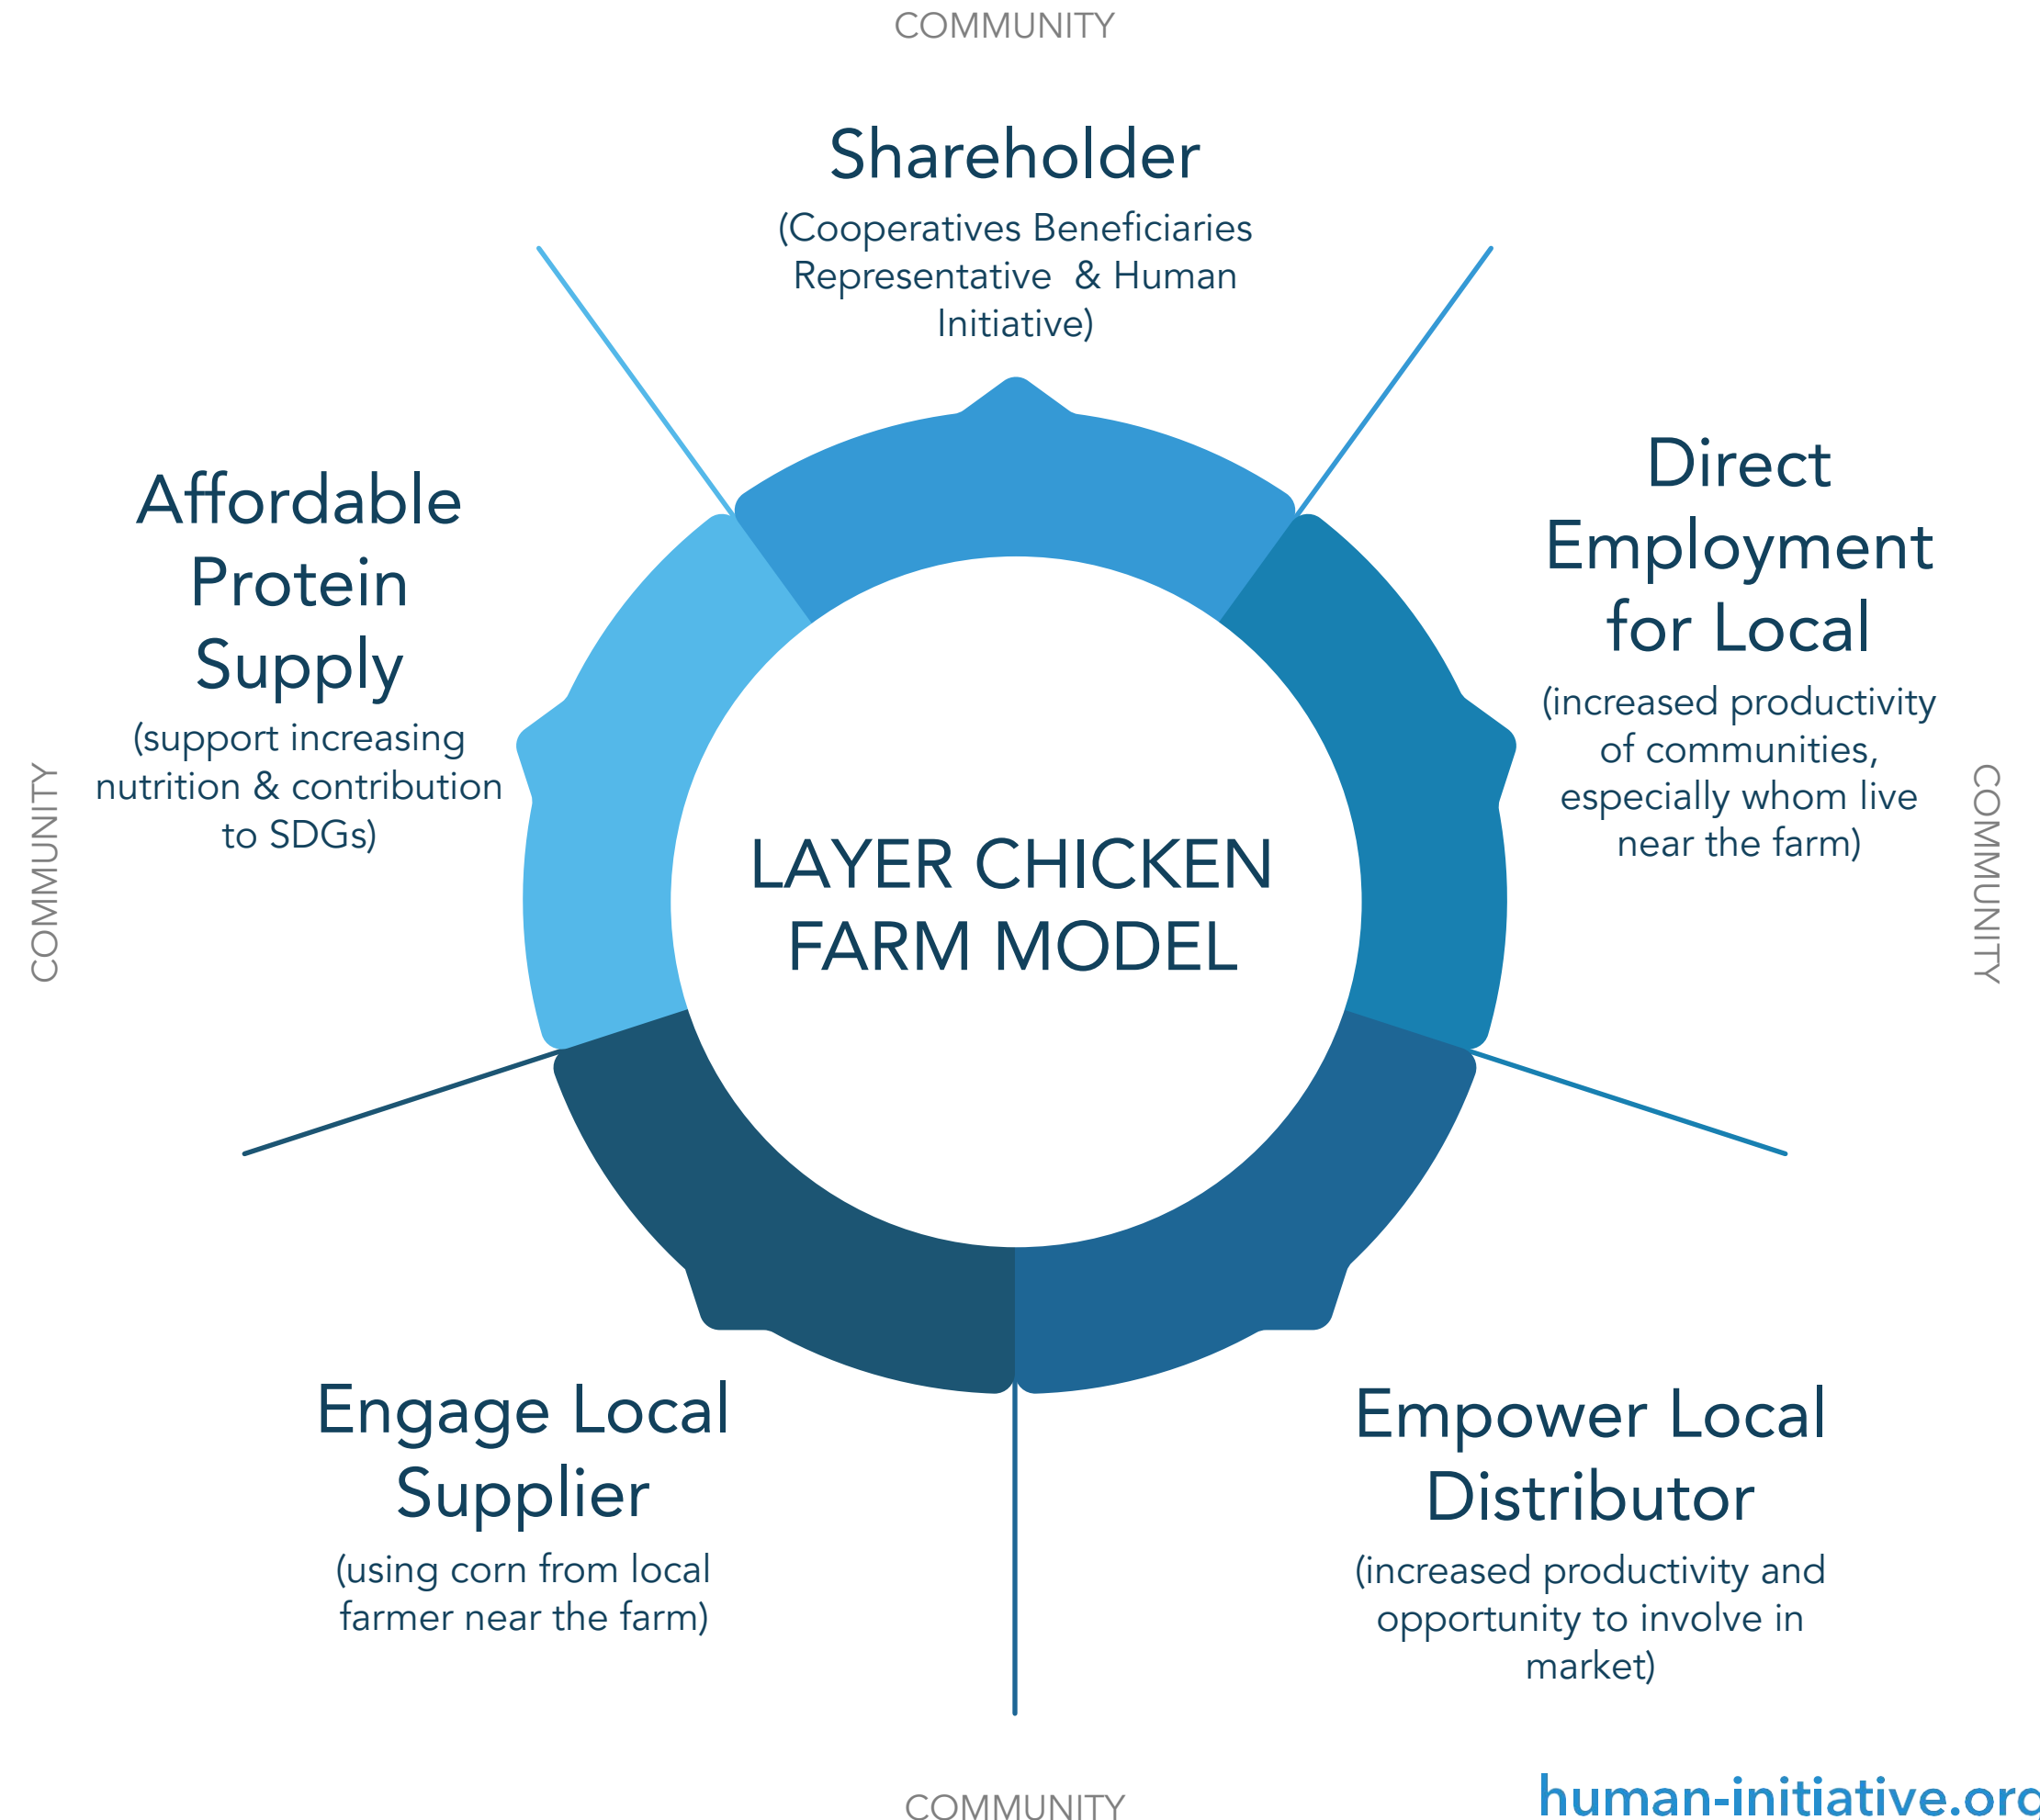 COMMUNITY
Shareholder
(Cooperatives Beneficiaries
Representative & Human
Initiative)
Direct
Employment
for Local
(increased productivity
of communities,
especially whom live
near the farm)
Affordable
Protein
Supply
(support increasing
nutrition & contribution
to SDGs)
COMMUNITY
COMMUNITY
LAYER CHICKEN
FARM MODEL
Engage Local
Supplier
(using corn from local
farmer near the farm)
Empower Local
Distributor
(increased productivity and
opportunity to involve in
market)
COMMUNITY
human-initiative.org